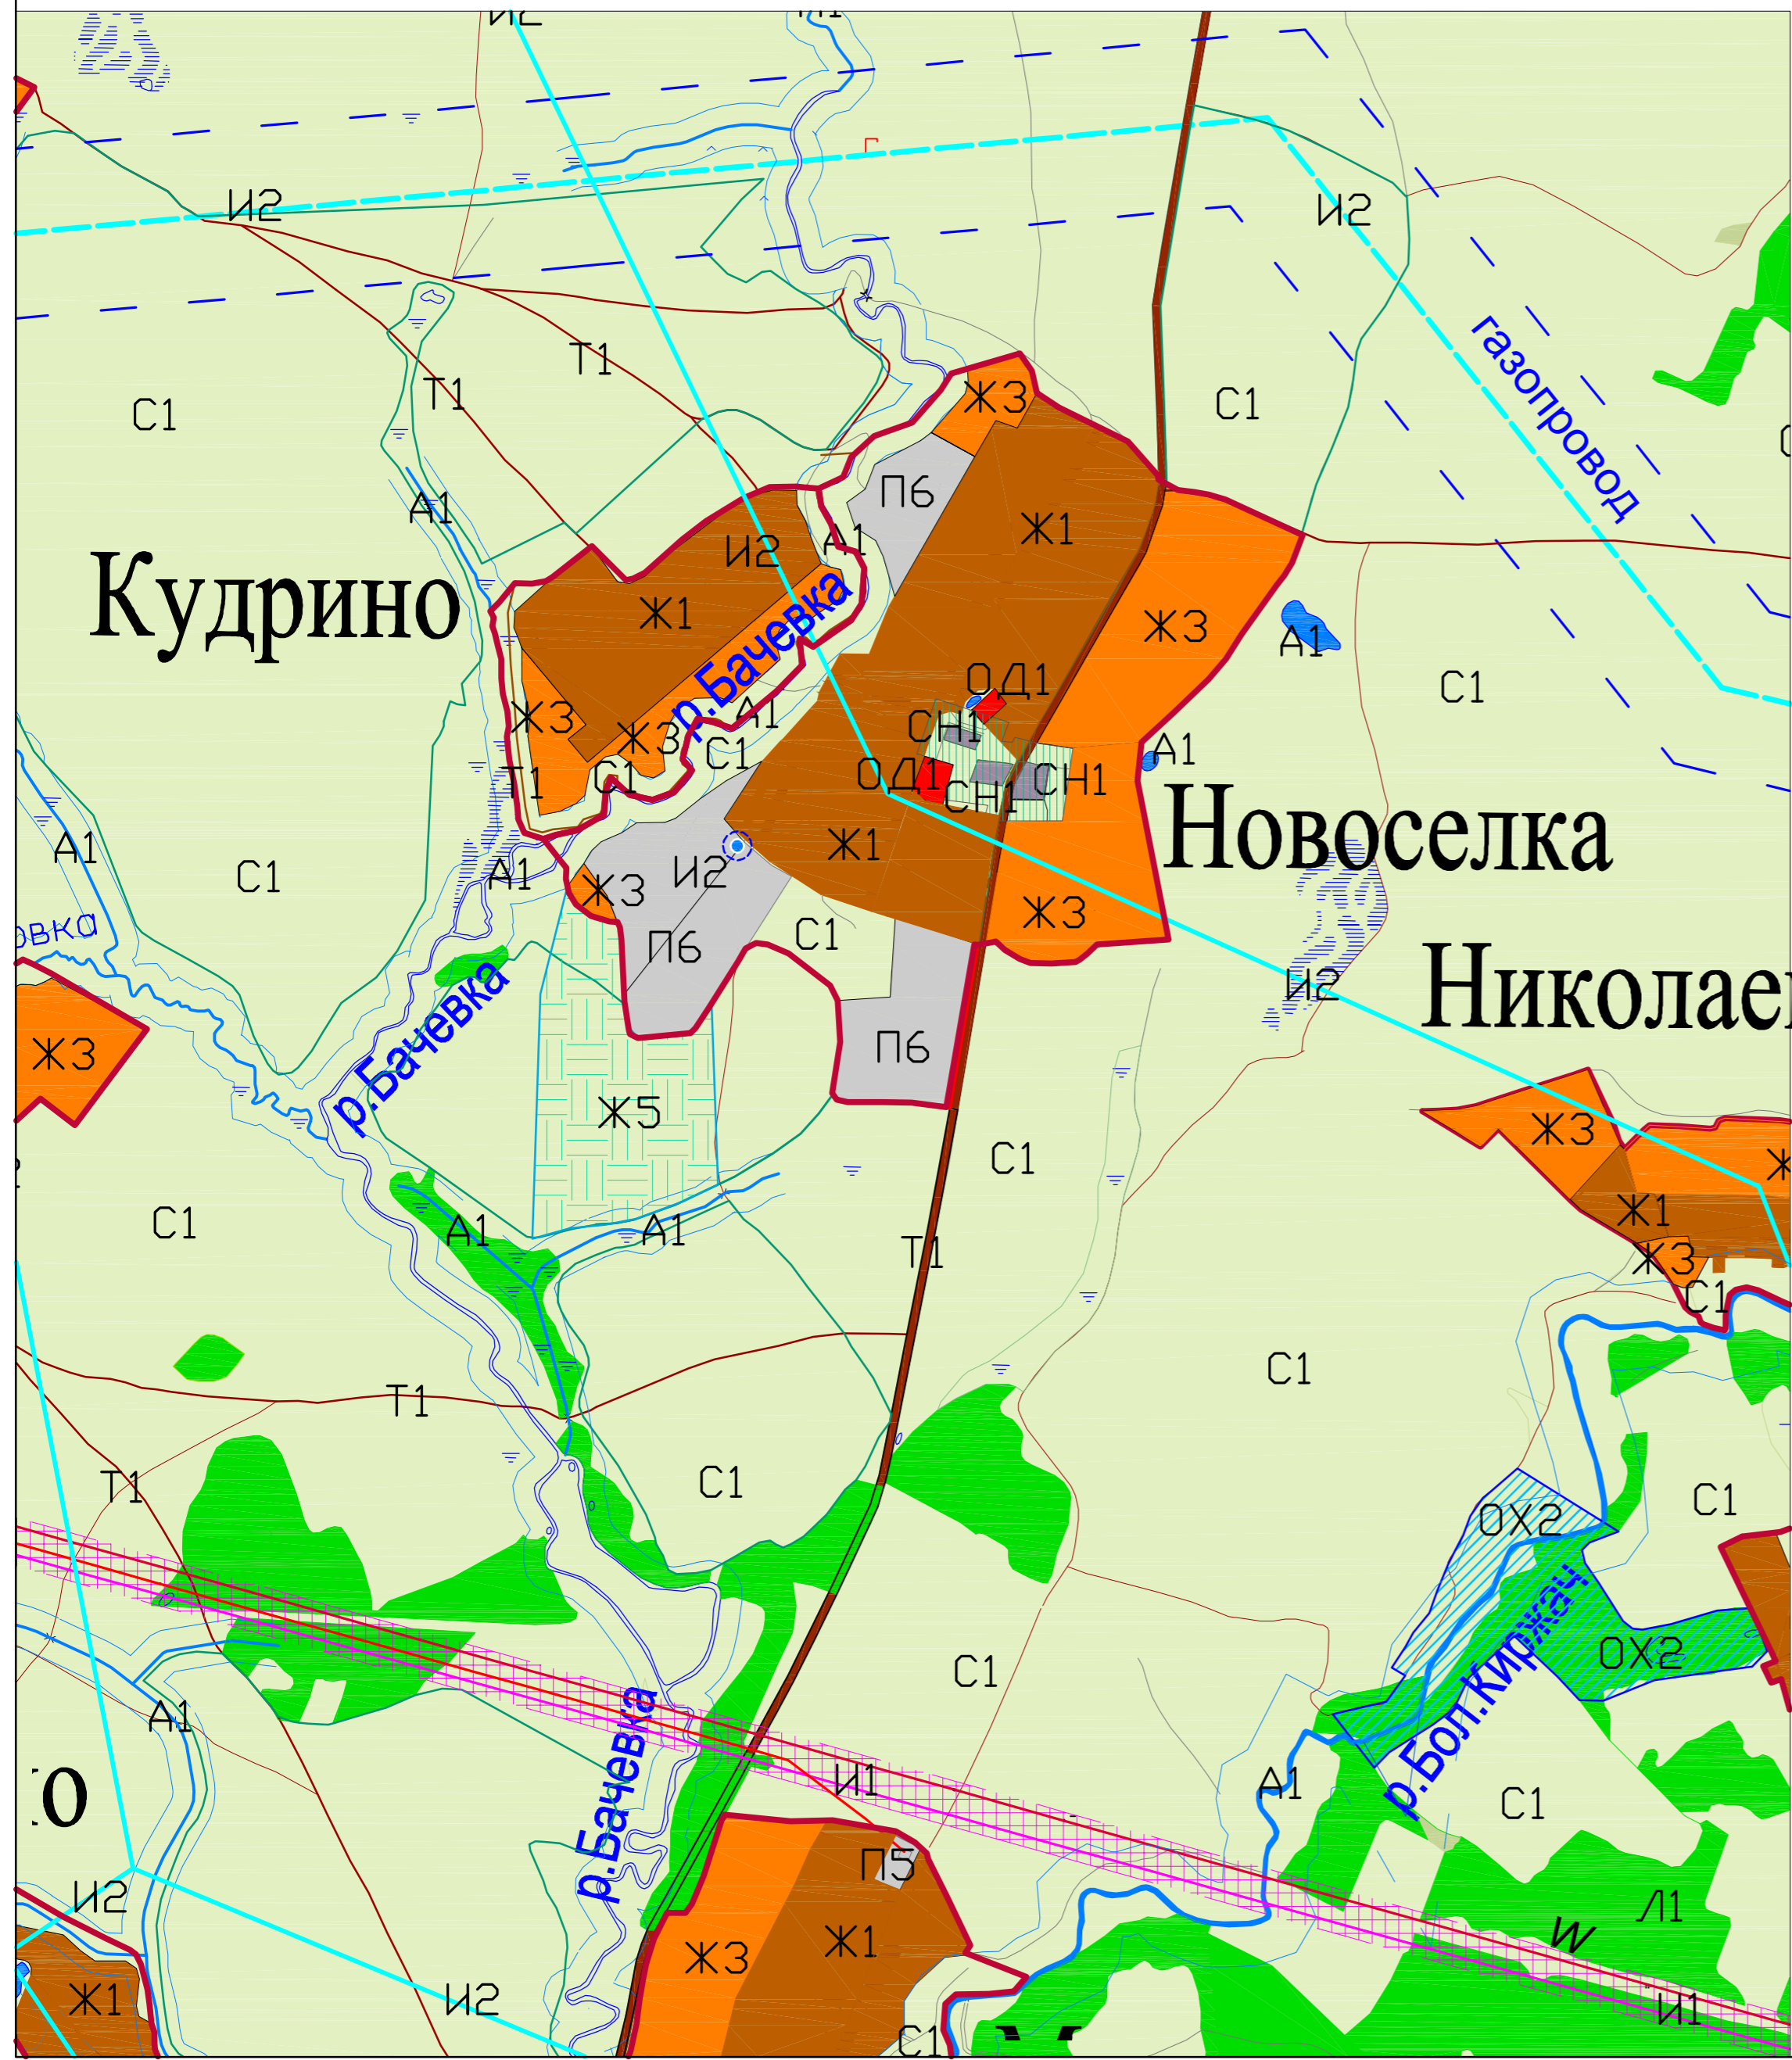 И2
И2
И2
Т1
Т1
С1
С1
Ж3
газопровод
П6
А1
Ж1
А1
И2
Кудрино
Ж1
р.Бачевка
Ж3
А1
С1
ОД1
Ж3
Ж3
А1
СН1
С1
А1
Т1
С1
ОД1
СН1
СН1
Новоселка
А1
С1
А1
Ж1
И2
Ж3
Ж3
С1
П6
И2
р.Бачевка
Ж3
П6
Ж5
С1
Ж3
Ж1
С1
А1
А1
Т1
Ж3
С1
Т1
С1
Т1
С1
ОХ2
С1
ОХ2
С1
р.Бол.Киржач
А1
р.Бачевка
И1
А1
С1
П5
И2
Л1
W
Ж3
Ж1
Ж1
И2
И1
С1